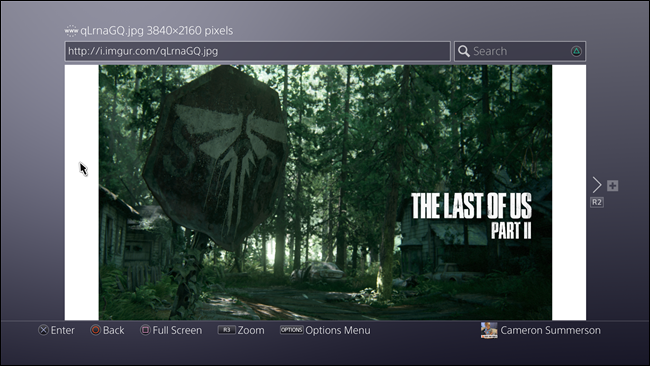 www qLrnaGQ.jpg 3840×2160 pixels
http://i.imgur.com/qLrnaGQ.jpg
Search
S P
THE LAST OF US
PART II
R2
Enter Back Full Screen R3 Zoom OPTIONS Options Menu Cameron Summerson